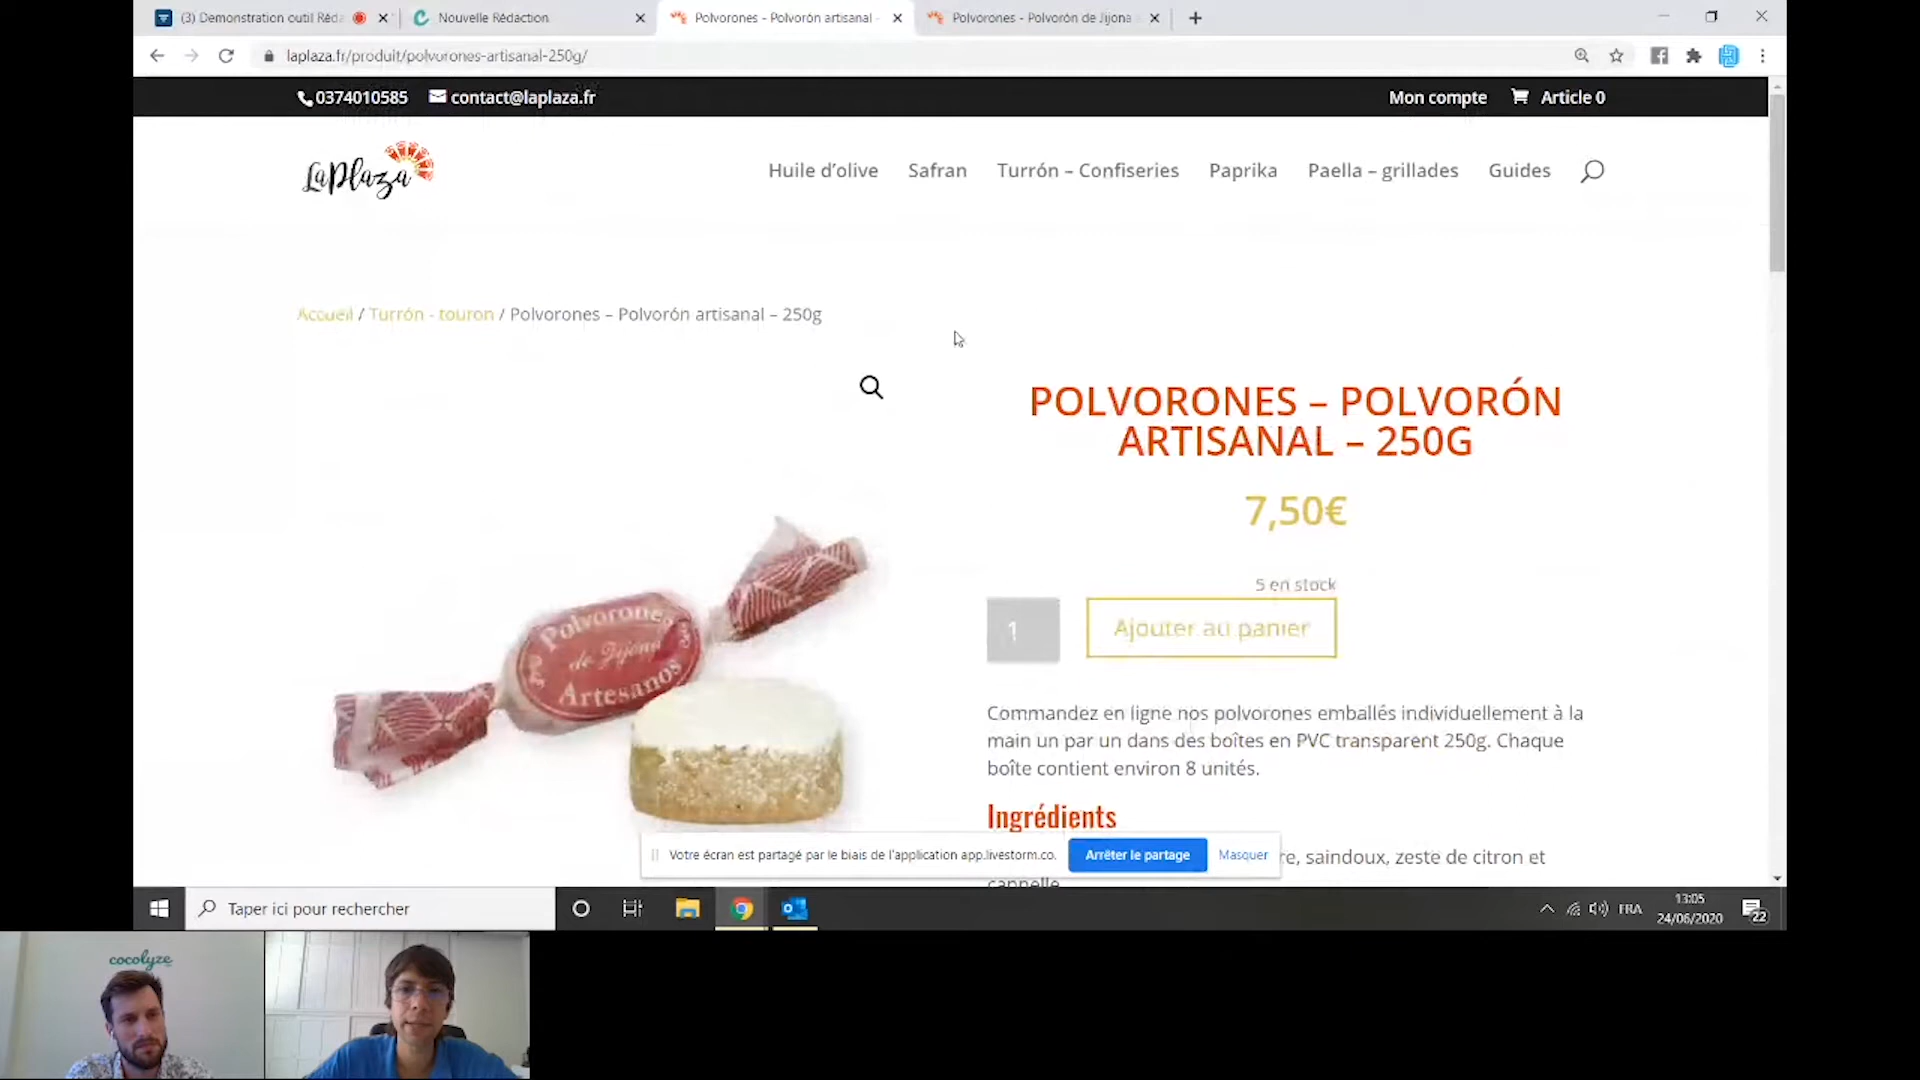 (3) Demonstration outil Réda
Nouvelle Rédaction
Polvorones - Polvorón artisanal -
Polvorones - Polvorón de Jijona
laplaza.fr/produit/polvorones-artisanal-250g/
0374010585
contact@laplaza.fr
Mon compte
Article 0
LaPlaza
Huile d'olive
Safran
Turrón – Confiseries
Paprika
Paella – grillades
Guides
Accueil / Turrón - touron / Polvorones – Polvorón artisanal – 250g
POLVORONES – POLVORÓN
ARTISANAL – 250G
7,50€
5 en stock
1
Ajouter au panier
Polvorones
de Jijona
Artesanos
Commandez en ligne nos polvorones emballés individuellement à la
main un par un dans des boîtes en PVC transparent 250g. Chaque
boîte contient environ 8 unités.
Ingrédients
Votre écran est partagé par le biais de l'application app.livestorm.co.
Arrêter le partage
Masquer
re, saindoux, zeste de citron et
cannelle
Taper ici pour rechercher
FRA
13:05
24/06/2020
22
cocolyze